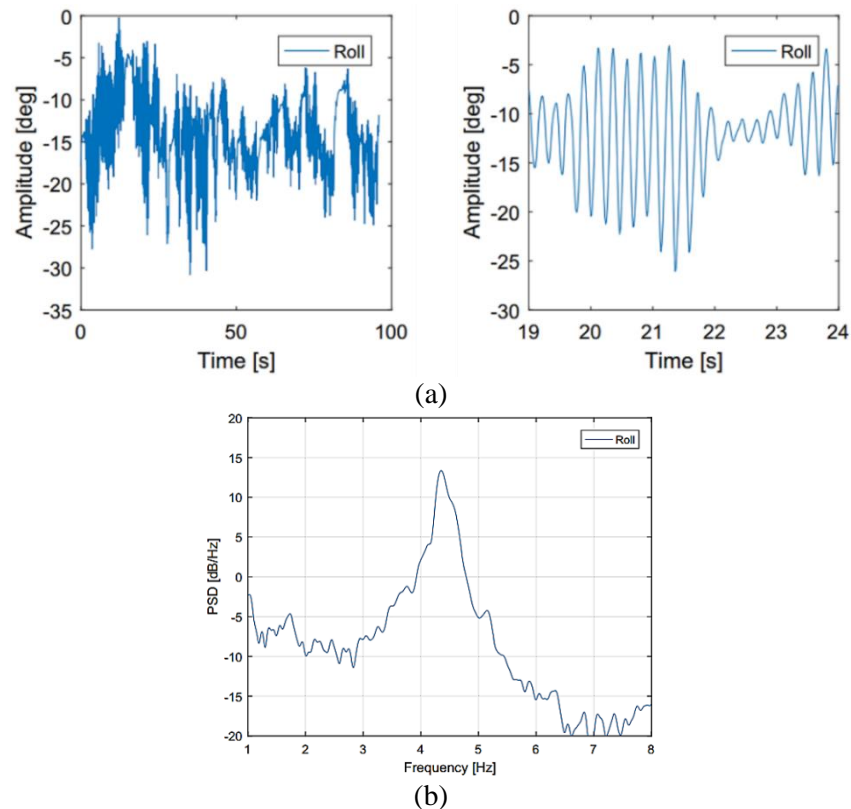 0
-5
-10
-15
-20
-25
-30
-35
Amplitude [deg]
Roll
0 50 100
Time [s]
0
-5
-10
-15
-20
-25
-30
Amplitude [deg]
Roll
19 20 21 22 23 24
Time [s]
(a)
20
15
10
5
0
-5
-10
-15
-20
PSD [dB/Hz]
Roll
1 2 3 4 5 6 7 8
Frequency [Hz]
(b)